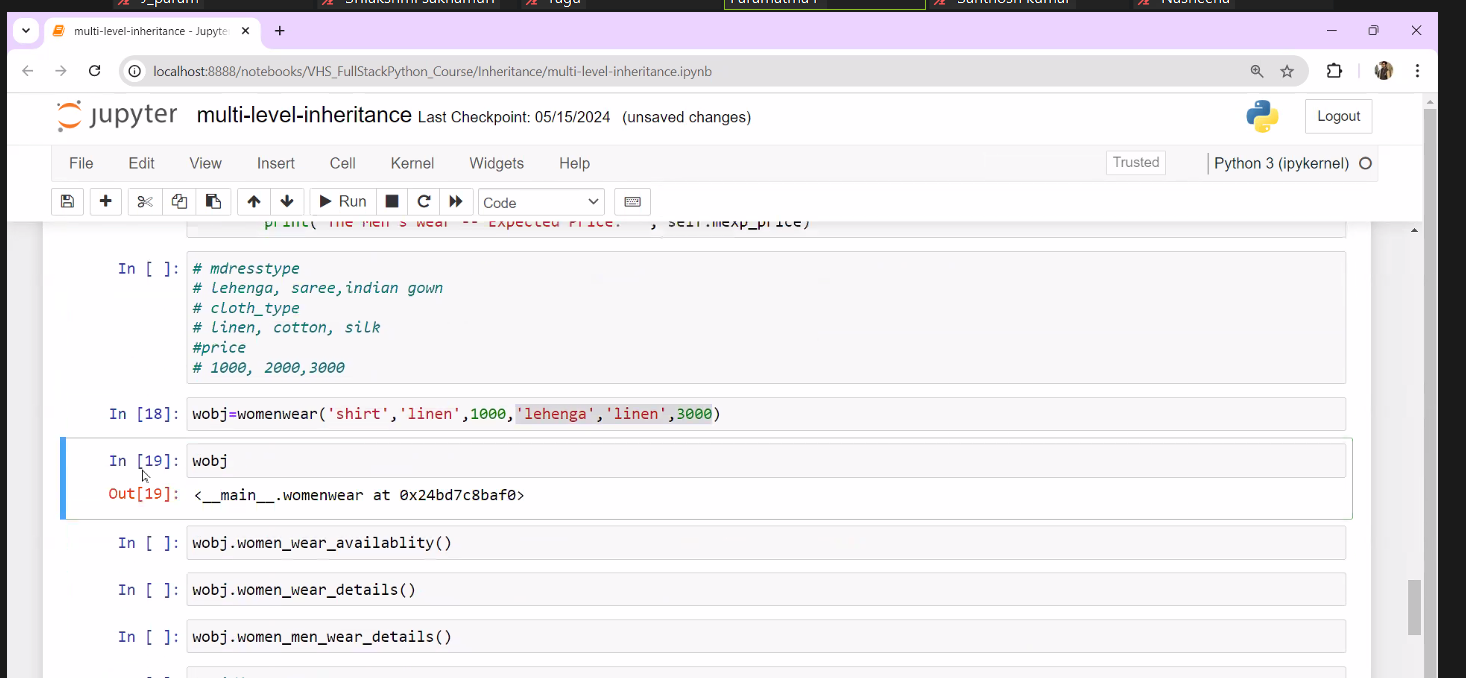 multi-level-inheritance - Jupyte
localhost:8888/notebooks/VHS_FullStackPython_Course/Inheritance/multi-level-inheritance.ipynb
jupyter multi-level-inheritance Last Checkpoint: 05/15/2024 (unsaved changes)
Logout
File Edit View Insert Cell Kernel Widgets Help Trusted Python 3 (ipykernel)
Run Code
print("The Men's wear -- Expected Price: ", self.mexp_price)
In [ ]: # mdresstype
# lehenga, saree,indian gown
# cloth_type
# linen, cotton, silk
#price
# 1000, 2000,3000
In [18]: wobj=womenwear('shirt','linen',1000,'lehenga','linen',3000)
In [19]: wobj
Out[19]: <__main__.womenwear at 0x24bd7c8baf0>
In [ ]: wobj.women_wear_availablity()
In [ ]: wobj.women_wear_details()
In [ ]: wobj.women_men_wear_details()